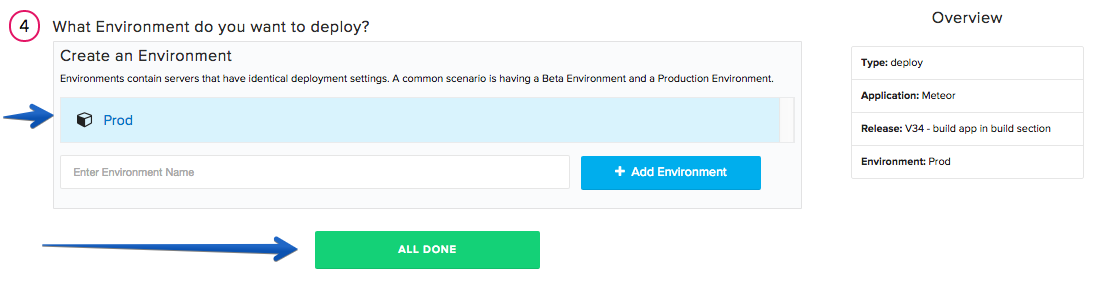 4
What Environment do you want to deploy?
Create an Environment
Environments contain servers that have identical deployment settings. A common scenario is having a Beta Environment and a Production Environment.
Prod
Enter Environment Name
+ Add Environment
ALL DONE
Overview
Type: deploy
Application: Meteor
Release: V34 - build app in build section
Environment: Prod